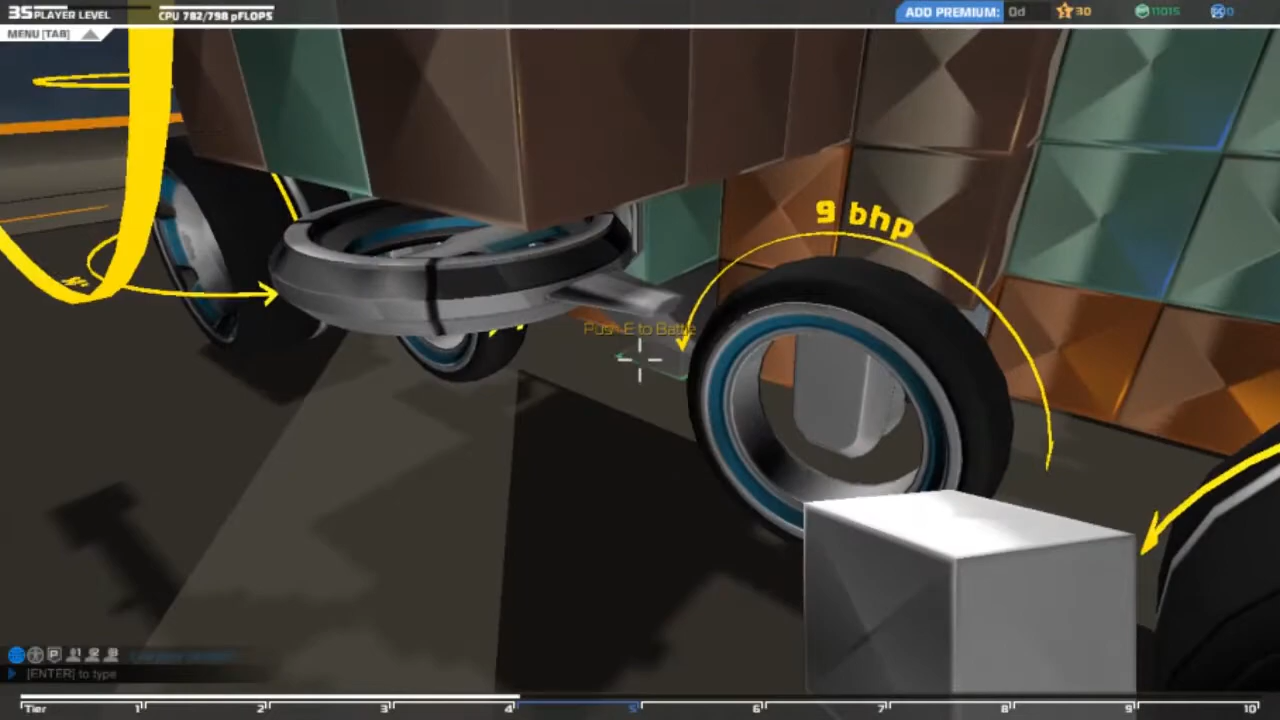 35 PLAYER LEVEL
CPU 782/798 pFLOPS
ADD PREMIUM: 0d
30
11015
0
MENU [TAB]
9 bhp
Push E to Battle
[ENTER] to type
Tier 1 2 3 4 5 6 7 8 9 10